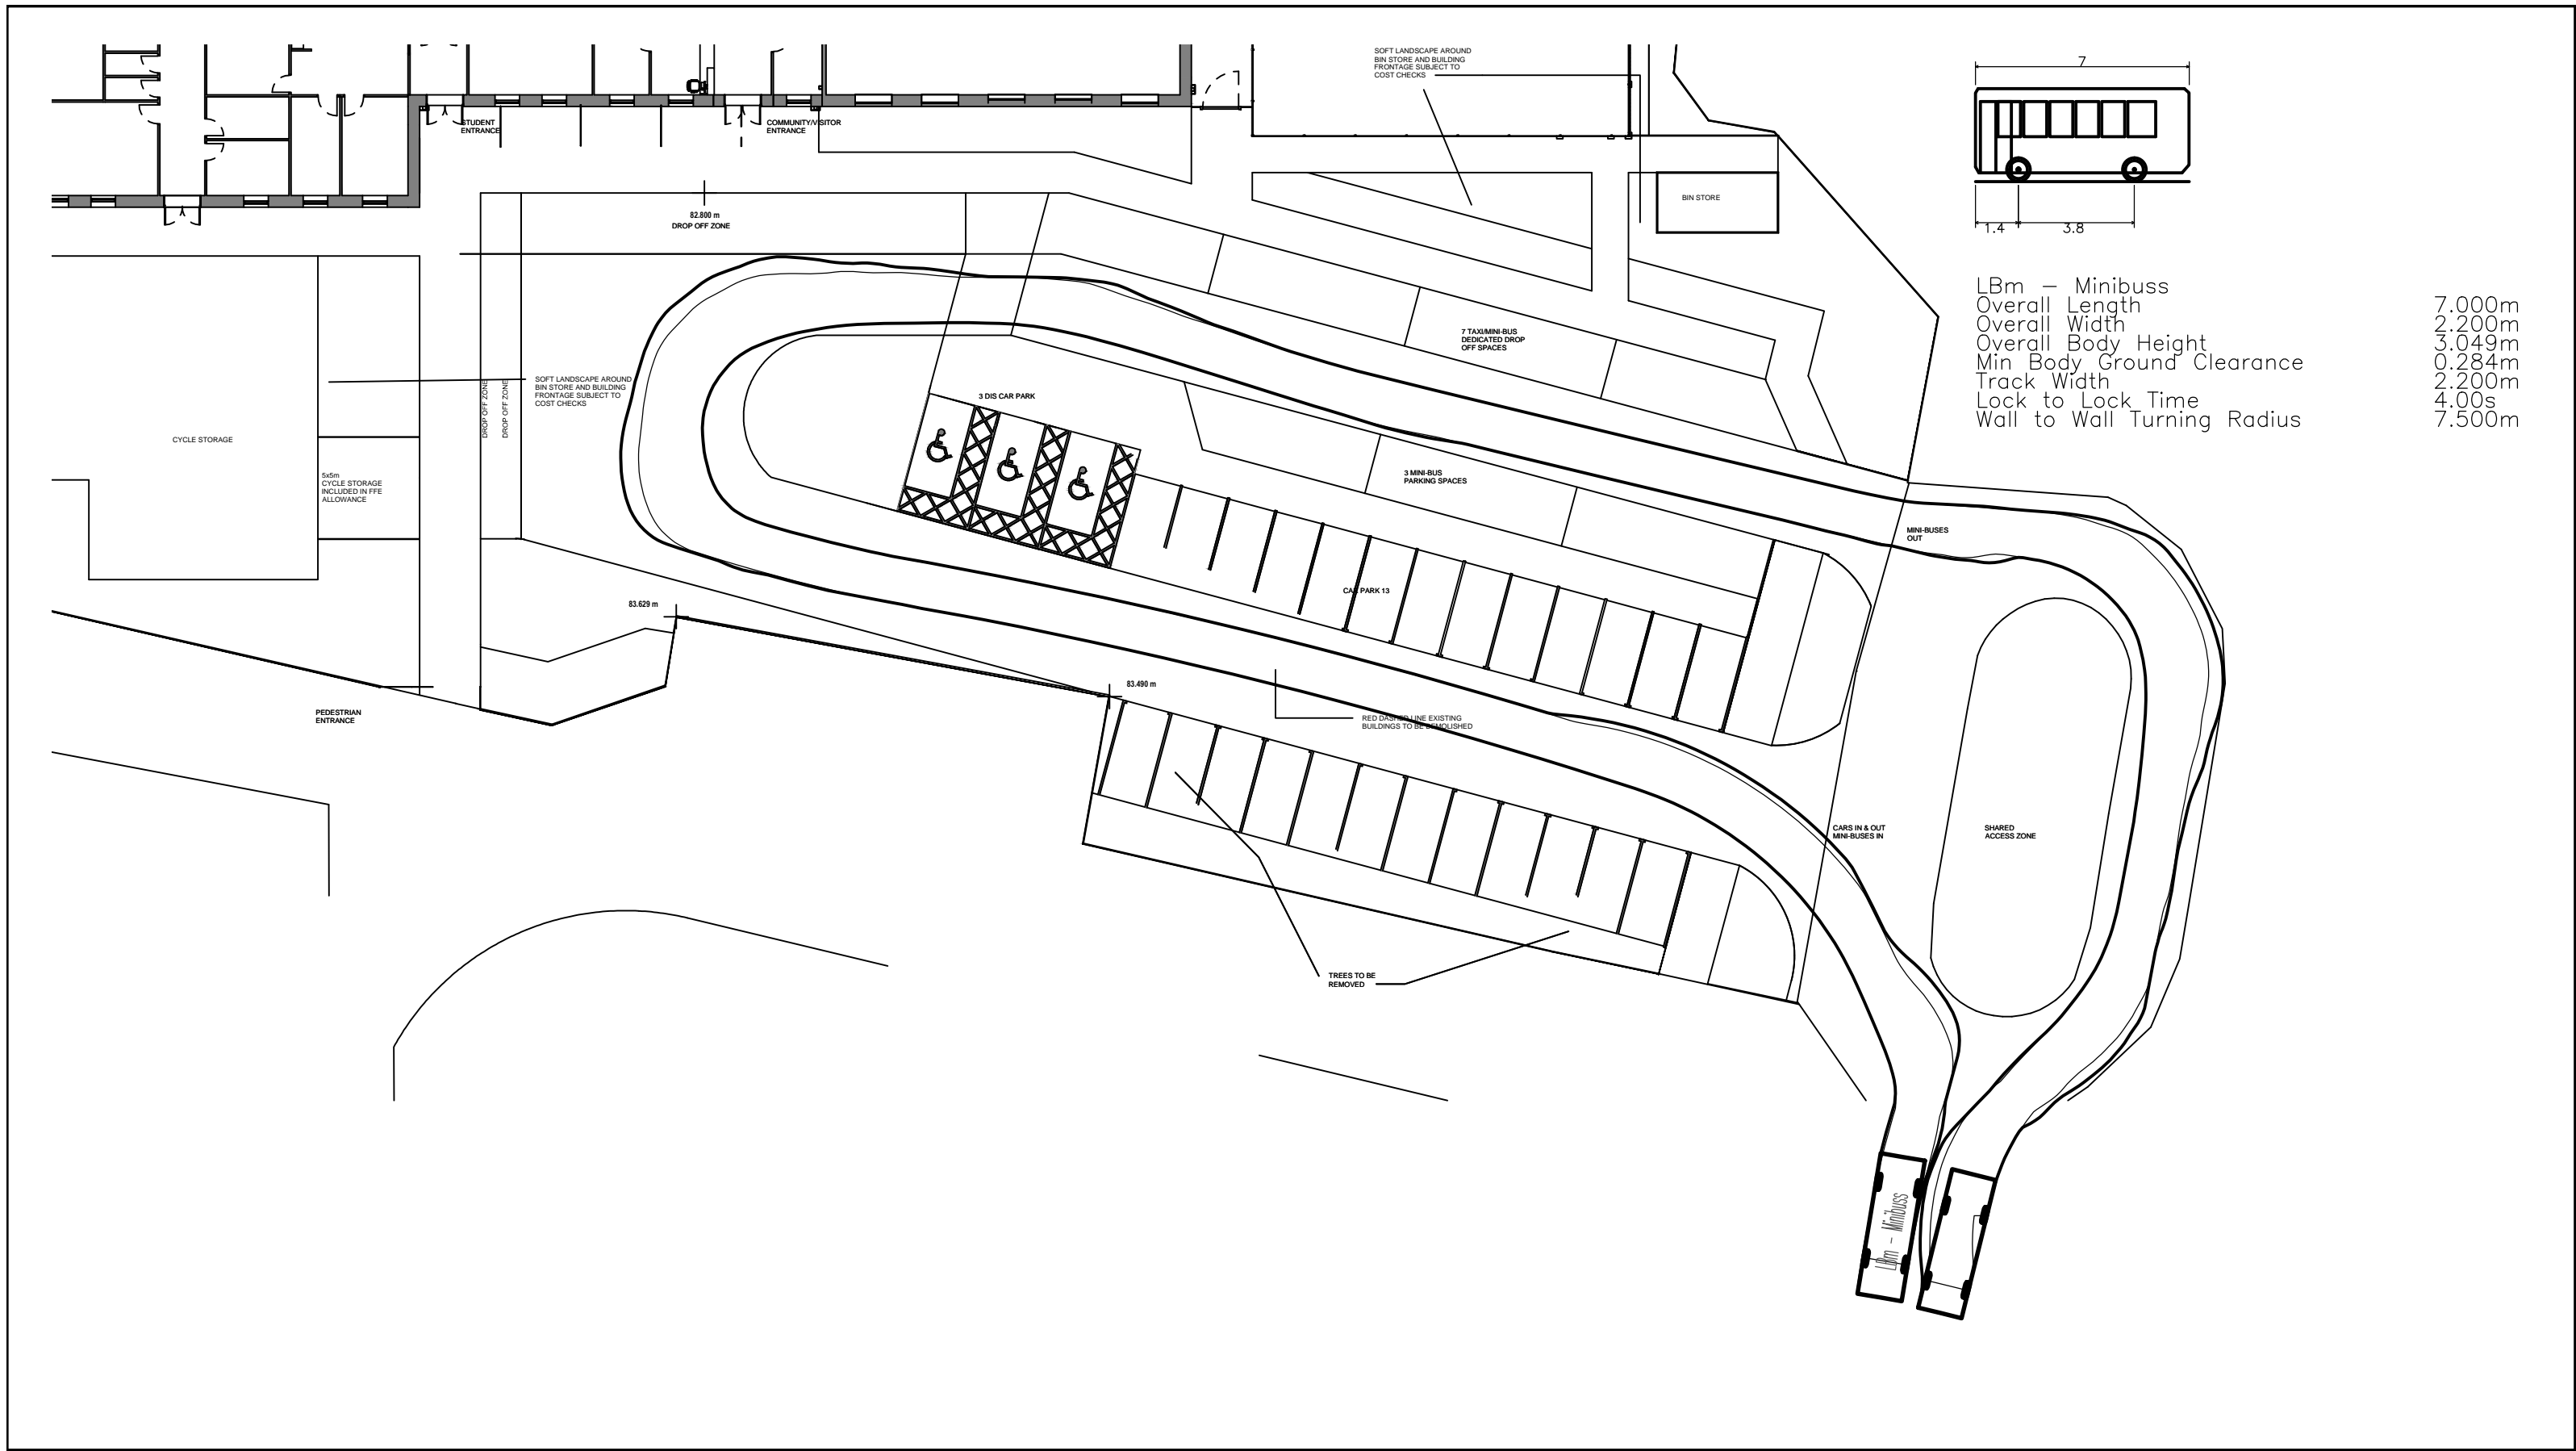 SOFT LANDSCAPE AROUND
BIN STORE AND BUILDING
FRONTAGE SUBJECT TO
COST CHECKS
7
STUDENT
ENTRANCE
COMMUNITY/VISITOR
ENTRANCE
BIN STORE
82.800 m
DROP OFF ZONE
1.4
3.8
LBm - Minibuss
Overall Length 7.000m
Overall Width 2.200m
Overall Body Height 3.049m
Min Body Ground Clearance 0.284m
Track Width 2.200m
Lock to Lock Time 4.00s
Wall to Wall Turning Radius 7.500m
7 TAXI/MINI-BUS
DEDICATED DROP
OFF SPACES
SOFT LANDSCAPE AROUND
BIN STORE AND BUILDING
FRONTAGE SUBJECT TO
COST CHECKS
DROP OFF ZONE
DROP OFF ZONE
3 DIS CAR PARK
CYCLE STORAGE
5x5m
CYCLE STORAGE
INCLUDED IN FFE
ALLOWANCE
3 MINI-BUS
PARKING SPACES
MINI-BUSES
OUT
CAR PARK 13
83.629 m
83.490 m
PEDESTRIAN
ENTRANCE
RED DASHED LINE EXISTING
BUILDINGS TO BE DEMOLISHED
CARS IN & OUT
MINI-BUSES IN
SHARED
ACCESS ZONE
TREES TO BE
REMOVED
LBm - Minibuss